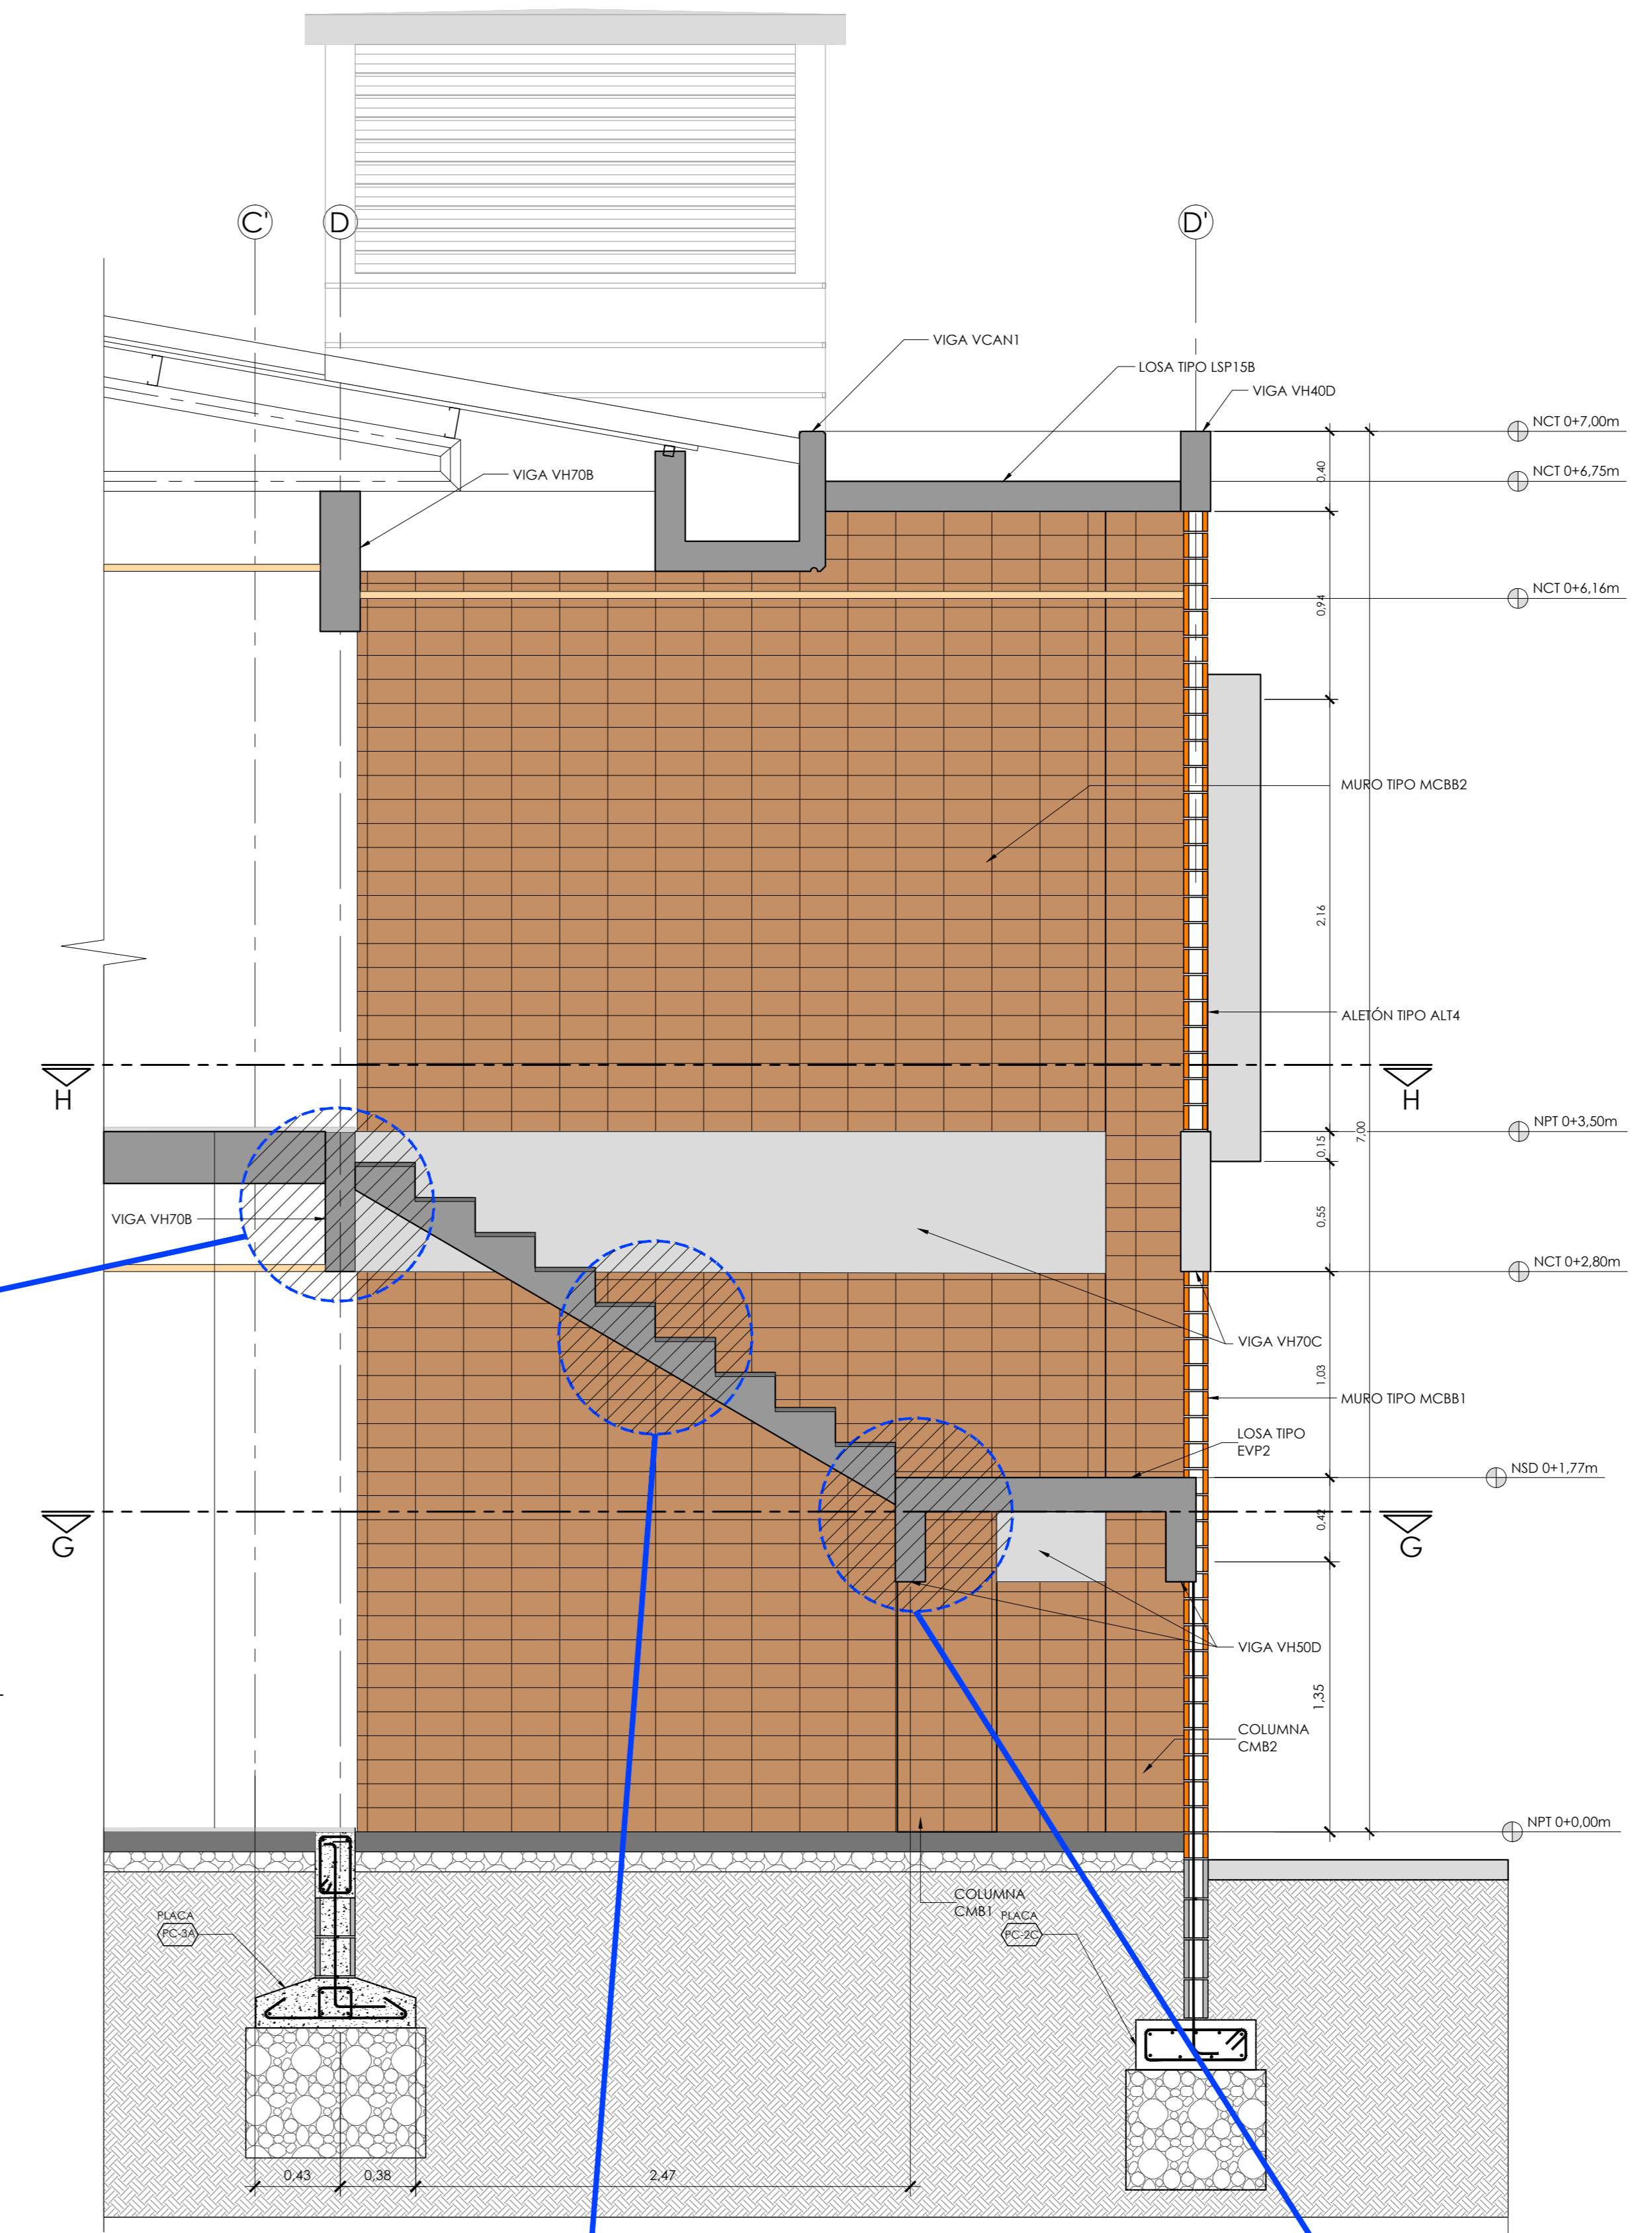 C'
D
D'
VIGA VCAN1
LOSA TIPO LSP15B
VIGA VH40D
NCT 0+7,00m
VIGA VH70B
0,40
NCT 0+6,75m
NCT 0+6,16m
0,94
MURO TIPO MCBB2
2,16
ALETÓN TIPO ALT4
H
H
NPT 0+3,50m
0,15
7,00
VIGA VH70B
0,55
NCT 0+2,80m
VIGA VH70C
1,03
MURO TIPO MCBB1
LOSA TIPO
EVP2
NSD 0+1,77m
0,42
G
G
VIGA VH50D
1,35
COLUMNA
CMB2
NPT 0+0,00m
COLUMNA
CMB1
PLACA
PC-3A
PLACA
PC-2C
0,43
0,38
2,47